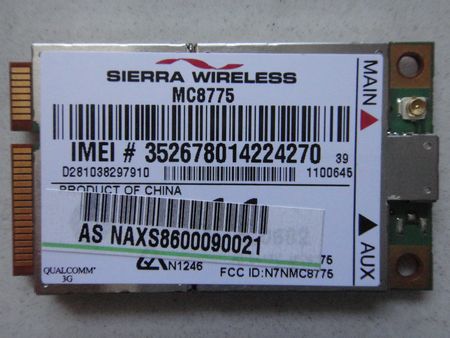 SIERRA WIRELESS
MC8775
MAIN
IMEI # 352678014224270 39
D281038297910 1100645
PRODUCT OF CHINA
AS NAXS8600090021
AUX
N1246
FCC ID:N7NMC8775
QUALCOMM
3G